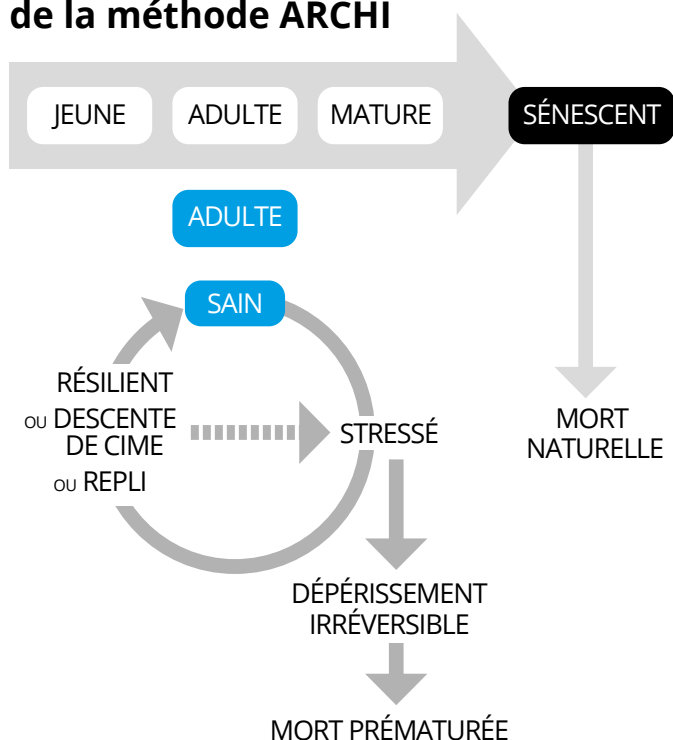 de la méthode ARCHI
JEUNE
ADULTE
MATURE
SÉNESCENT
ADULTE
SAIN
RÉSILIENT
OU DESCENTE
DE CIME
OU REPLI
STRESSÉ
MORT
NATURELLE
DÉPÉRISSEMENT
IRRÉVERSIBLE
MORT PRÉMATURÉE